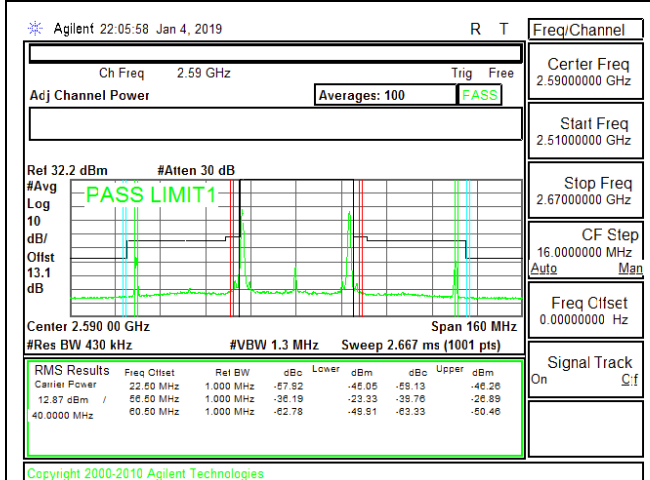 Agilent 22:05:58 Jan 4, 2019 R T
Freq/Channel
Ch Freq 2.59 GHz Trig Free
Adj Channel Power Averages: 100 PASS
Center Freq
2.59000000 GHz
Start Freq
2.51000000 GHz
Stop Freq
2.67000000 GHz
CF Step
16.0000000 MHz
Auto Man
Freq Offset
0.00000000 Hz
Signal Track
On Off
Ref 32.2 dBm #Atten 30 dB
#Avg
Log
10
dB/
Offst
13.1
dB
PASS LIMIT1
Center 2.590 00 GHz Span 160 MHz
#Res BW 430 kHz #VBW 1.3 MHz Sweep 2.667 ms (1001 pts)
RMS Results Freq Offset Ref BW dBc Lower dBm dBc Upper dBm
Carrier Power 22.50 MHz 1.000 MHz -57.92 -45.05 -59.13 -46.26
12.87 dBm / 56.50 MHz 1.000 MHz -36.19 -23.33 -39.76 -26.89
40.0000 MHz 60.50 MHz 1.000 MHz -62.78 -49.91 -63.33 -50.46
Copyright 2000-2010 Agilent Technologies